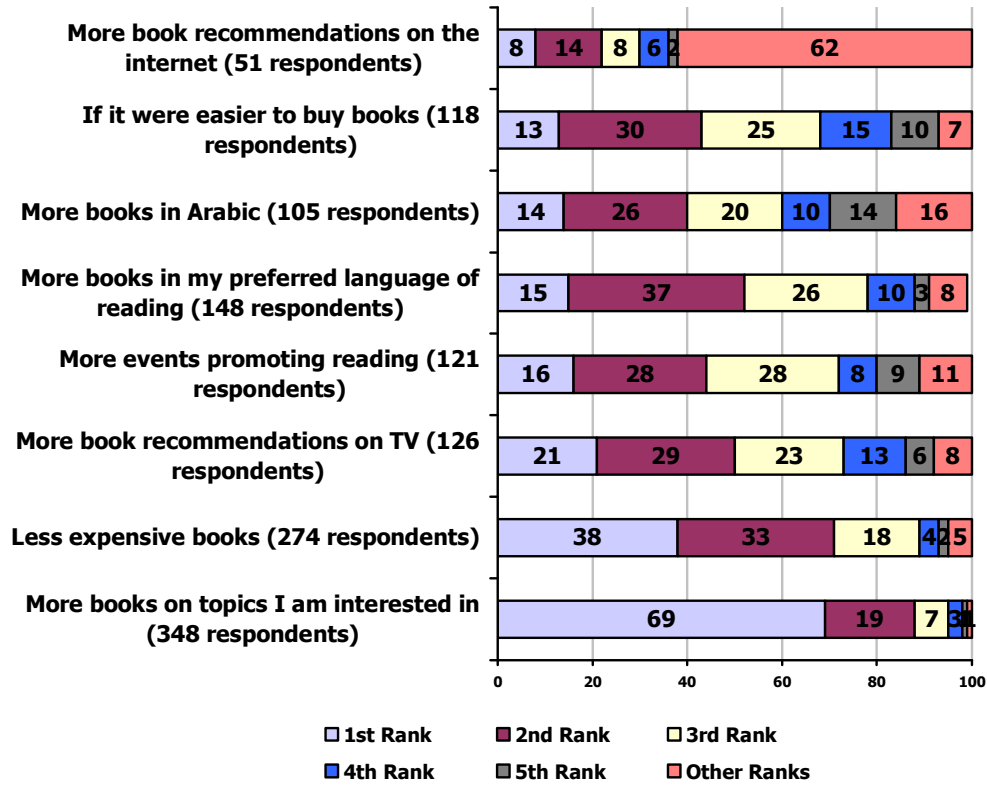 More book recommendations on the
internet (51 respondents)
8 14 8 6 2 62
If it were easier to buy books (118
respondents)
13 30 25 15 10 7
More books in Arabic (105 respondents)
14 26 20 10 14 16
More books in my preferred language of
reading (148 respondents)
15 37 26 10 3 8
More events promoting reading (121
respondents)
16 28 28 8 9 11
More book recommendations on TV (126
respondents)
21 29 23 13 6 8
Less expensive books (274 respondents)
38 33 18 4 2 5
More books on topics I am interested in
(348 respondents)
69 19 7 3 1
0 20 40 60 80 100
1st Rank 2nd Rank 3rd Rank
4th Rank 5th Rank Other Ranks